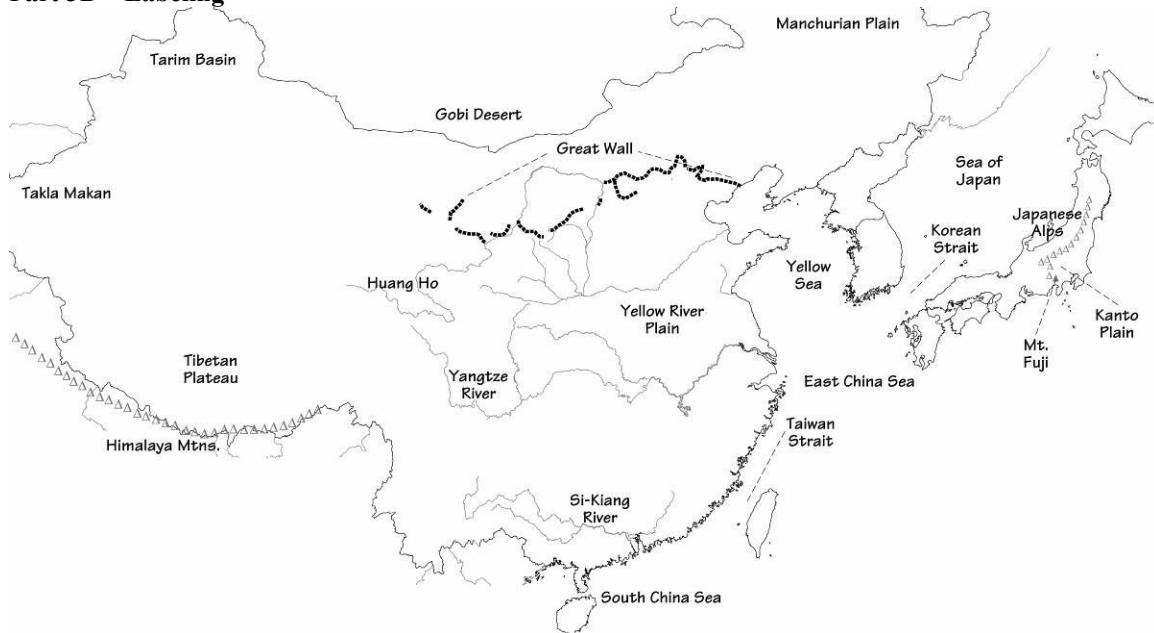 Part 3B – Labeling
Manchurian Plain
Tarim Basin
Gobi Desert
Great Wall
Sea of
Japan
Takla Makan
Japanese
Alps
Korean
Strait
Yellow
Sea
Huang Ho
Yellow River
Plain
Kanto
Plain
Mt.
Fuji
Tibetan
Plateau
Yangtze
River
East China Sea
Taiwan
Strait
Himalaya Mtns.
Si-Kiang
River
South China Sea